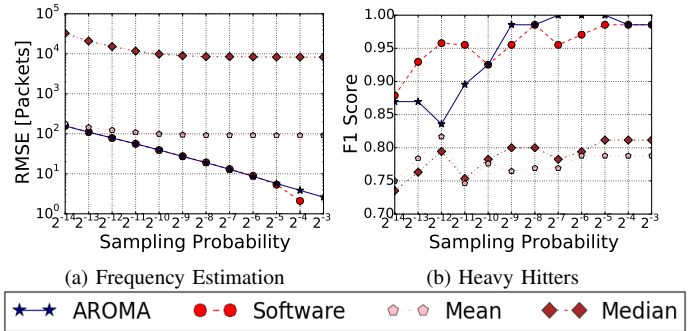 10^5
10^4
10^3
10^2
10^1
10^0
RMSE [Packets]
2^-14 2^-13 2^-12 2^-11 2^-10 2^-9 2^-8 2^-7 2^-6 2^-5 2^-4 2^-3
Sampling Probability
(a) Frequency Estimation
1.00
0.95
0.90
0.85
0.80
0.75
0.70
F1 Score
2^-14 2^-13 2^-12 2^-11 2^-10 2^-9 2^-8 2^-7 2^-6 2^-5 2^-4 2^-3
Sampling Probability
(b) Heavy Hitters
AROMA Software Mean Median